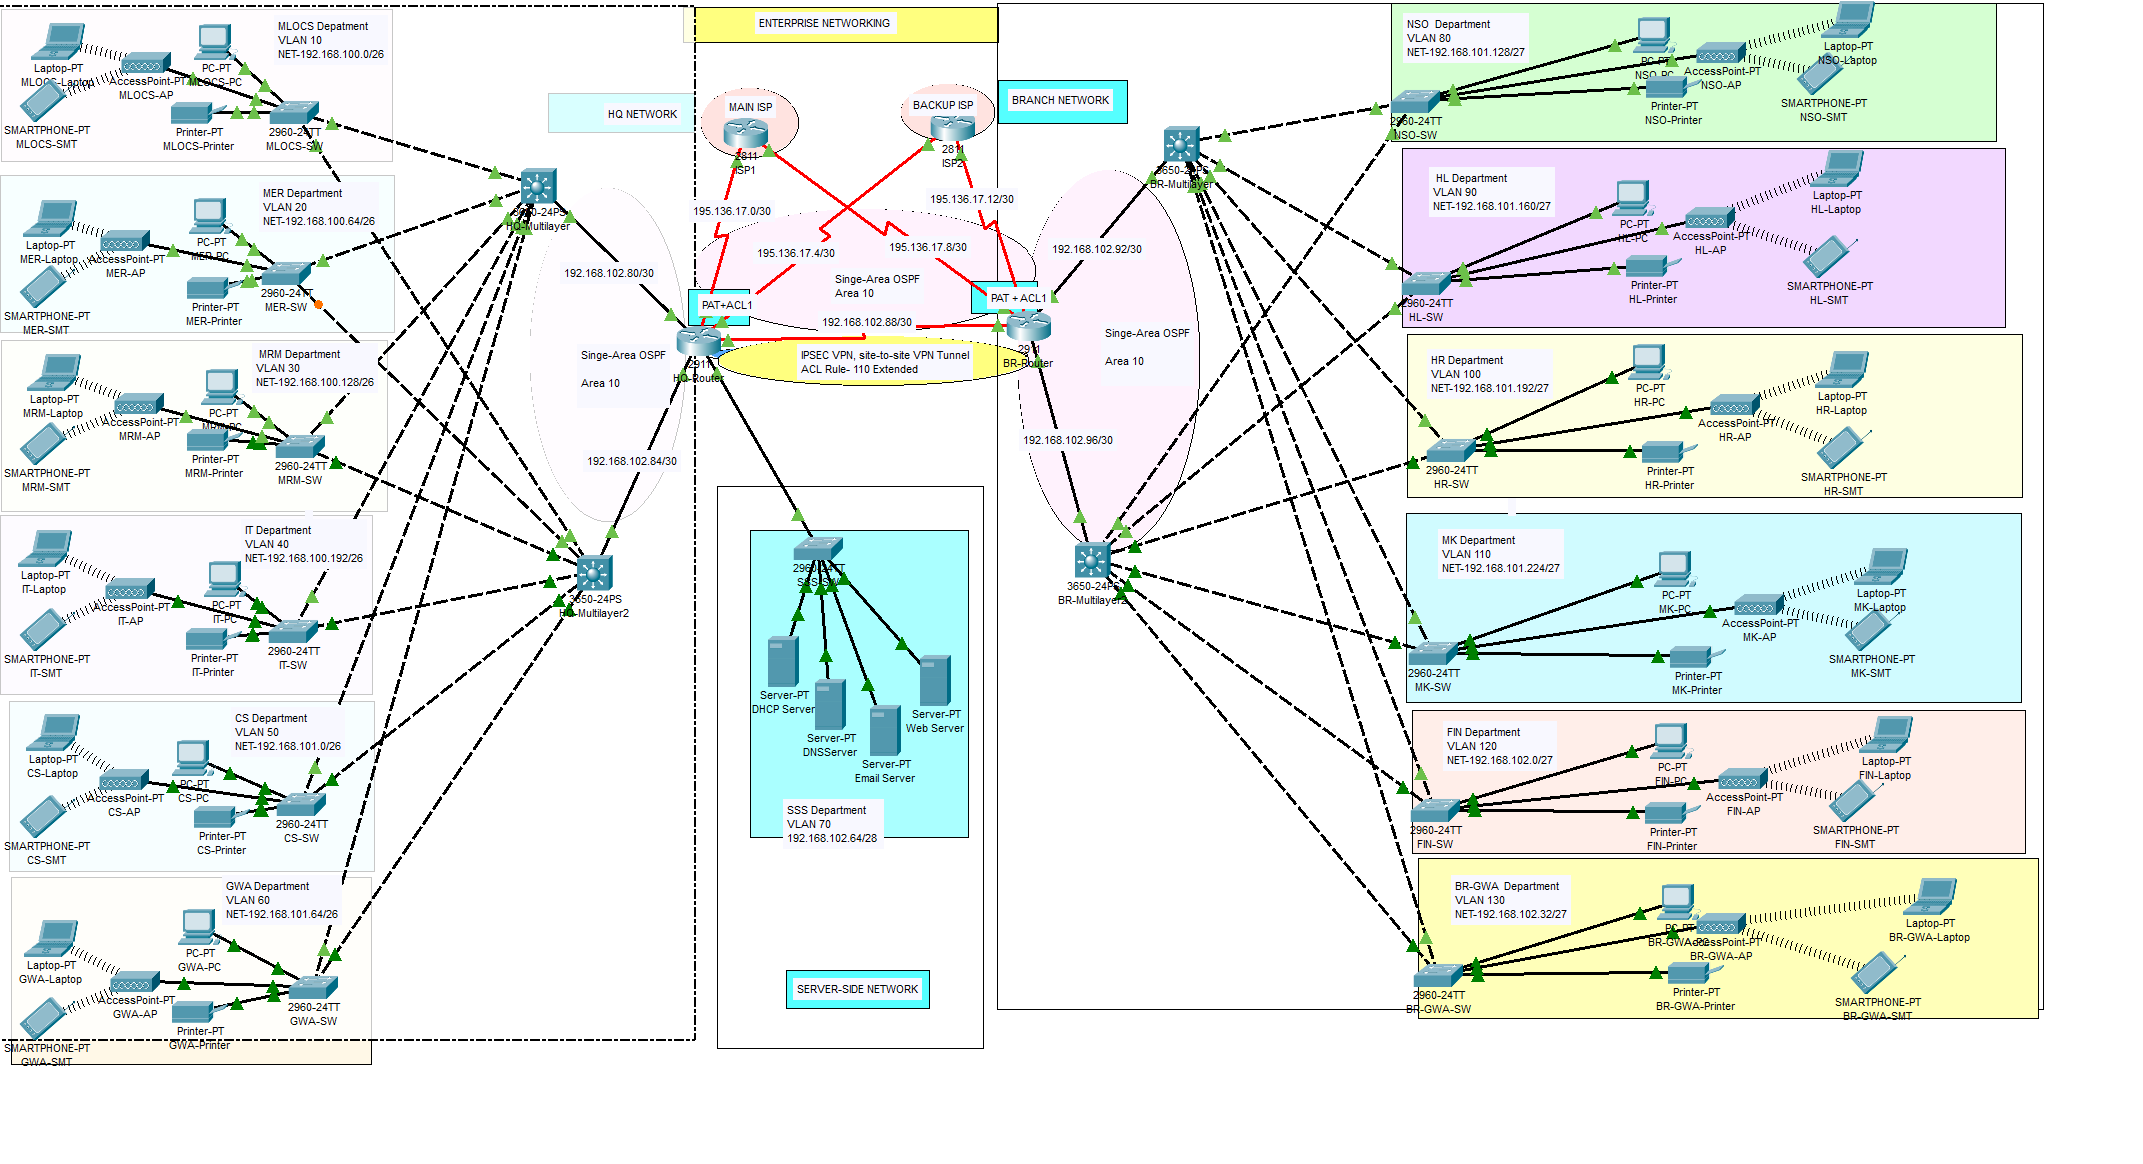 ENTERPRISE NETWORKING
HQ NETWORK
MAIN ISP
2811
ISP1
BACKUP ISP
2811
ISP2
BRANCH NETWORK
MLOCS Department
VLAN 10
NET-192.168.100.0/26
Laptop-PT
MLOCS-Laptop
AccessPoint-PT
MLOCS-AP
PC-PT
MLOCS-PC
SMARTPHONE-PT
MLOCS-SMT
Printer-PT
MLOCS-Printer
2960-24TT
MLOCS-SW
MER Department
VLAN 20
NET-192.168.100.64/26
Laptop-PT
MER-Laptop
AccessPoint-PT
MER-AP
PC-PT
MER-PC
SMARTPHONE-PT
MER-SMT
Printer-PT
MER-Printer
2960-24TT
MER-SW
MRM Department
VLAN 30
NET-192.168.100.128/26
Laptop-PT
MRM-Laptop
AccessPoint-PT
MRM-AP
PC-PT
MRM-PC
SMARTPHONE-PT
MRM-SMT
Printer-PT
MRM-Printer
2960-24TT
MRM-SW
IT Department
VLAN 40
NET-192.168.100.192/26
Laptop-PT
IT-Laptop
AccessPoint-PT
IT-AP
PC-PT
IT-PC
SMARTPHONE-PT
IT-SMT
Printer-PT
IT-Printer
2960-24TT
IT-SW
CS Department
VLAN 50
NET-192.168.101.0/26
Laptop-PT
CS-Laptop
AccessPoint-PT
CS-AP
PC-PT
CS-PC
SMARTPHONE-PT
CS-SMT
Printer-PT
CS-Printer
2960-24TT
CS-SW
GWA Department
VLAN 60
NET-192.168.101.64/26
Laptop-PT
GWA-Laptop
AccessPoint-PT
GWA-AP
PC-PT
GWA-PC
SMARTPHONE-PT
GWA-SMT
Printer-PT
GWA-Printer
2960-24TT
GWA-SW
3650-24PS
HQ-Multilayer
3650-24PS
HQ-Multilayer2
192.168.102.80/30
Singe-Area OSPF
Area 10
192.168.102.84/30
195.136.17.0/30
195.136.17.4/30
195.136.17.8/30
195.136.17.12/30
Singe-Area OSPF
Area 10
192.168.102.88/30
PAT+ACL1
PAT + ACL1
2911
HQ-Router
2911
BR-Router
IPSEC VPN, site-to-site VPN Tunnel
ACL Rule- 110 Extended
2960-24TT
SSS-SW
Server-PT
DHCP Server
Server-PT
DNSServer
Server-PT
Email Server
Server-PT
Web Server
SSS Department
VLAN 70
192.168.102.64/28
SERVER-SIDE NETWORK
192.168.102.92/30
Singe-Area OSPF
Area 10
192.168.102.96/30
3650-24PS
BR-Multilayer
3650-24PS
BR-Multilayer2
NSO Department
VLAN 80
NET-192.168.101.128/27
PC-PT
NSO-PC
AccessPoint-PT
NSO-AP
Laptop-PT
NSO-Laptop
SMARTPHONE-PT
NSO-SMT
Printer-PT
NSO-Printer
2960-24TT
NSO-SW
HL Department
VLAN 90
NET-192.168.101.160/27
PC-PT
HL-PC
AccessPoint-PT
HL-AP
Laptop-PT
HL-Laptop
SMARTPHONE-PT
HL-SMT
Printer-PT
HL-Printer
2960-24TT
HL-SW
HR Department
VLAN 100
NET-192.168.101.192/27
PC-PT
HR-PC
AccessPoint-PT
HR-AP
Laptop-PT
HR-Laptop
SMARTPHONE-PT
HR-SMT
Printer-PT
HR-Printer
2960-24TT
HR-SW
MK Department
VLAN 110
NET-192.168.101.224/27
PC-PT
MK-PC
AccessPoint-PT
MK-AP
Laptop-PT
MK-Laptop
SMARTPHONE-PT
MK-SMT
Printer-PT
MK-Printer
2960-24TT
MK-SW
FIN Department
VLAN 120
NET-192.168.102.0/27
PC-PT
FIN-PC
AccessPoint-PT
FIN-AP
Laptop-PT
FIN-Laptop
SMARTPHONE-PT
FIN-SMT
Printer-PT
FIN-Printer
2960-24TT
FIN-SW
BR-GWA Department
VLAN 130
NET-192.168.102.32/27
PC-PT
BR-GWA-PC
AccessPoint-PT
BR-GWA-AP
Laptop-PT
BR-GWA-Laptop
SMARTPHONE-PT
BR-GWA-SMT
Printer-PT
BR-GWA-Printer
2960-24TT
BR-GWA-SW